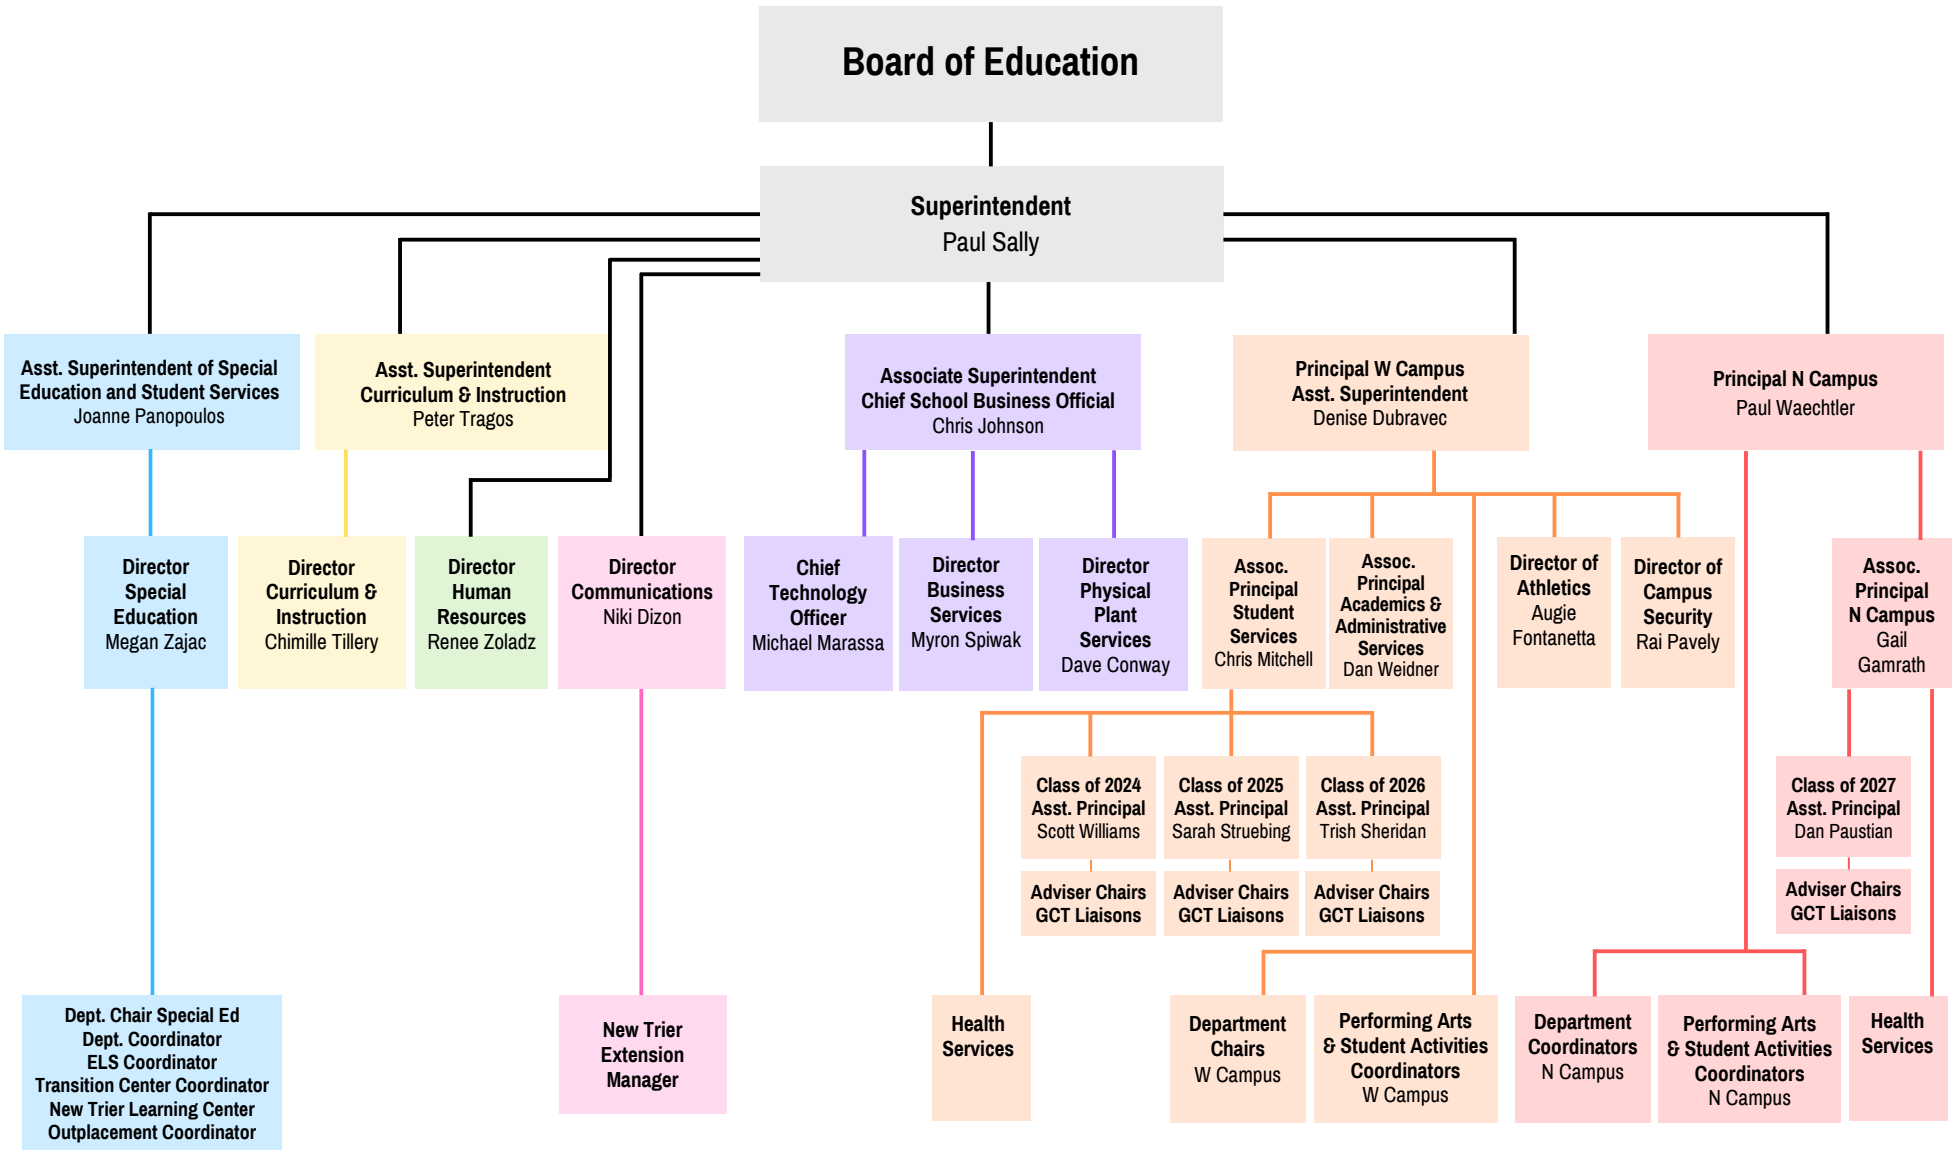 Board of Education
Superintendent
Paul Sally
Asst. Superintendent of Special
Education and Student Services
Joanne Panopoulos
Asst. Superintendent
Curriculum & Instruction
Peter Tragos
Associate Superintendent
Chief School Business Official
Chris Johnson
Principal W Campus
Asst. Superintendent
Denise Dubravec
Principal N Campus
Paul Waechtler
Director
Special
Education
Megan Zajac
Director
Curriculum &
Instruction
Chimille Tillery
Director
Human
Resources
Renee Zoladz
Director
Communications
Niki Dizon
Chief
Technology
Officer
Michael Marassa
Director
Business
Services
Myron Spiwak
Director
Physical
Plant
Services
Dave Conway
Assoc.
Principal
Student
Services
Chris Mitchell
Assoc.
Principal
Academics &
Administrative
Services
Dan Weidner
Director of
Athletics
Augie
Fontanetta
Director of
Campus
Security
Rai Pavely
Assoc.
Principal
N Campus
Gail
Gamrath
Class of 2024
Asst. Principal
Scott Williams
Class of 2025
Asst. Principal
Sarah Struebing
Class of 2026
Asst. Principal
Trish Sheridan
Class of 2027
Asst. Principal
Dan Paustian
Adviser Chairs
GCT Liaisons
Adviser Chairs
GCT Liaisons
Adviser Chairs
GCT Liaisons
Adviser Chairs
GCT Liaisons
Dept. Chair Special Ed
Dept. Coordinator
ELS Coordinator
Transition Center Coordinator
New Trier Learning Center
Outplacement Coordinator
New Trier
Extension
Manager
Health
Services
Department
Chairs
W Campus
Performing Arts
& Student Activities
Coordinators
W Campus
Department
Coordinators
N Campus
Performing Arts
& Student Activities
Coordinators
N Campus
Health
Services